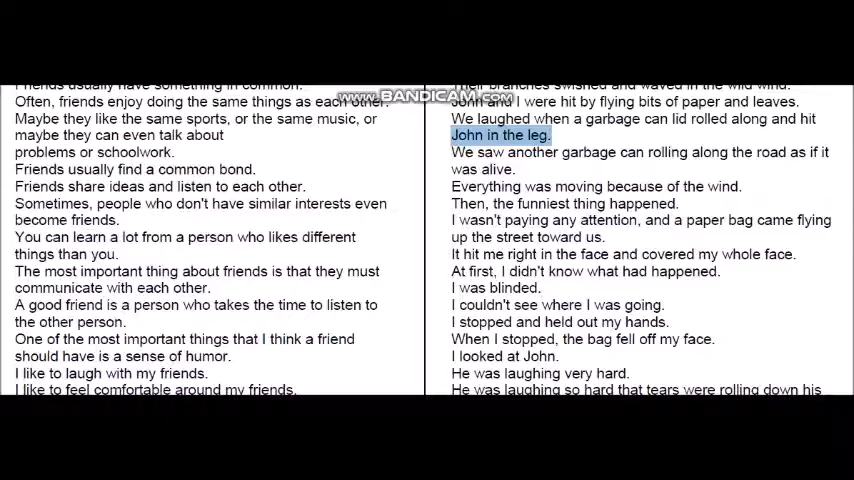 www.BANDICAM.com
Friends usually have something in common.
Often, friends enjoy doing the same things as each other.
Maybe they like the same sports, or the same music, or
maybe they can even talk about
problems or schoolwork.
Friends usually find a common bond.
Friends share ideas and listen to each other.
Sometimes, people who don't have similar interests even
become friends.
You can learn a lot from a person who likes different
things than you.
The most important thing about friends is that they must
communicate with each other.
A good friend is a person who takes the time to listen to
the other person.
One of the most important things that I think a friend
should have is a sense of humor.
I like to laugh with my friends.
I like to feel comfortable around my friends.
Their branches swished and waved in the wild wind.
John and I were hit by flying bits of paper and leaves.
We laughed when a garbage can lid rolled along and hit
John in the leg.
We saw another garbage can rolling along the road as if it
was alive.
Everything was moving because of the wind.
Then, the funniest thing happened.
I wasn't paying any attention, and a paper bag came flying
up the street toward us.
It hit me right in the face and covered my whole face.
At first, I didn't know what had happened.
I was blinded.
I couldn't see where I was going.
I stopped and held out my hands.
When I stopped, the bag fell off my face.
I looked at John.
He was laughing very hard.
He was laughing so hard that tears were rolling down his